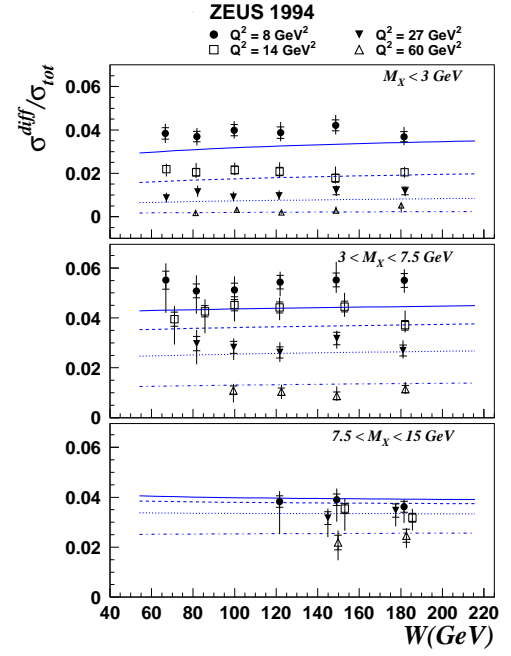 ZEUS 1994
Q² = 8 GeV² Q² = 27 GeV²
Q² = 14 GeV² Q² = 60 GeV²
σ^diff/σ_tot
M_X < 3 GeV
0.06
0.04
0.02
0
3 < M_X < 7.5 GeV
0.06
0.04
0.02
0
7.5 < M_X < 15 GeV
0.06
0.04
0.02
0
40 60 80 100 120 140 160 180 200 220
W(GeV)